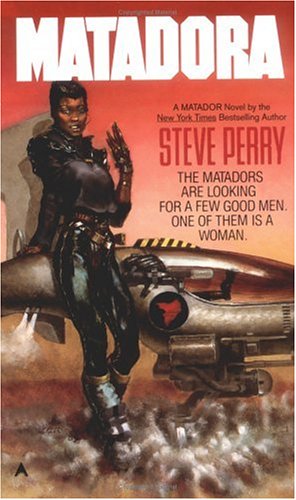 MATADORA
A MATADOR Novel by the
New York Times Bestselling Author
STEVE PERRY
THE MATADORS
ARE LOOKING
FOR A FEW GOOD MEN.
ONE OF THEM IS A
WOMAN.